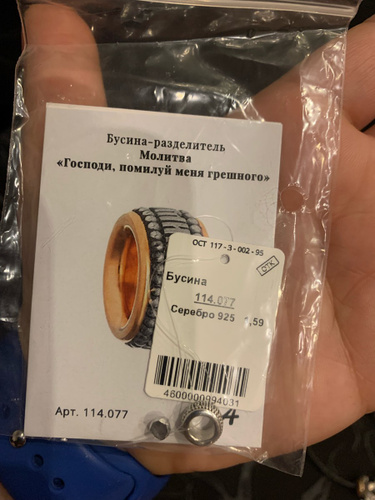 Бусина-разделитель
Молитва
«Господи, помилуй меня грешного»
ОСТ 117-3-002-95
ОТК
Бусина
114.077
Серебро 925
4600000094031
Арт. 114.077